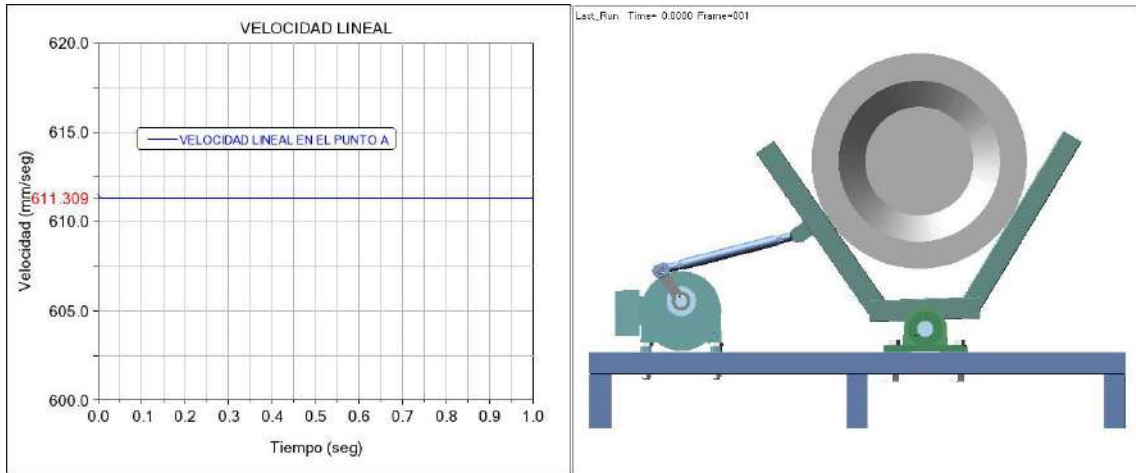 VELOCIDAD LINEAL
620.0
615.0
611.309
610.0
605.0
600.0
VELOCIDAD LINEAL EN EL PUNTO A
Velocidad (mm/seg)
0.0 0.1 0.2 0.3 0.4 0.5 0.6 0.7 0.8 0.9 1.0
Tiempo (seg)
Last_Run Time= 0.0000 Frame=001